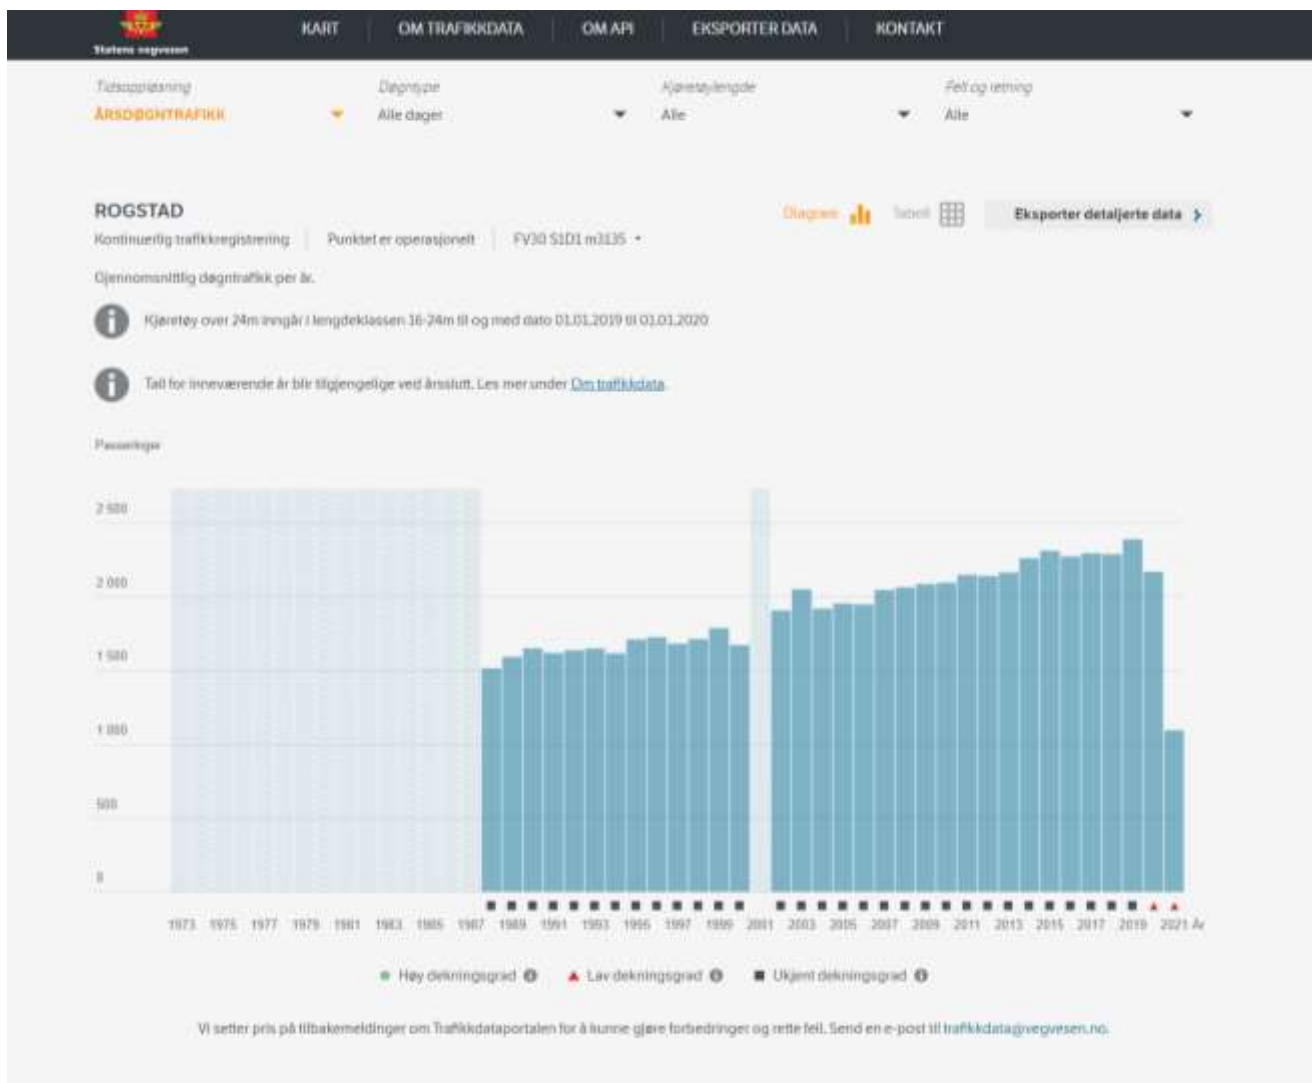 Statens vegvesen
KART OM TRAFIKKDATA OM API EKSPORTER DATA KONTAKT
Tidsoppløsning Døgntype Kjøretøylengde Felt og retning
ÅRSDØGNTRAFIKK Alle dager Alle Alle
ROGSTAD Diagram Tabell Eksporter detaljerte data
Kontinuerlig trafikkregistrering Punktet er operasjonelt FV30 S1D1 m3135
Gjennomsnittlig døgntrafikk per år.
Kjøretøy over 24m inngår i lengdeklassen 16-24m til og med dato 01.01.2019 til 01.01.2020
Tall for inneværende år blir tilgjengelige ved årsslutt. Les mer under Om trafikkdata.
Passeringer
2 500
2 000
1 500
1 000
500
0
1973 1975 1977 1979 1981 1983 1985 1987 1989 1991 1993 1995 1997 1999 2001 2003 2005 2007 2009 2011 2013 2015 2017 2019 2021 År
Høy dekningsgrad Lav dekningsgrad Ukjent dekningsgrad
Vi setter pris på tilbakemeldinger om Trafikkdataportalen for å kunne gjøre forbedringer og rette feil. Send en e-post til trafikkdata@vegvesen.no.